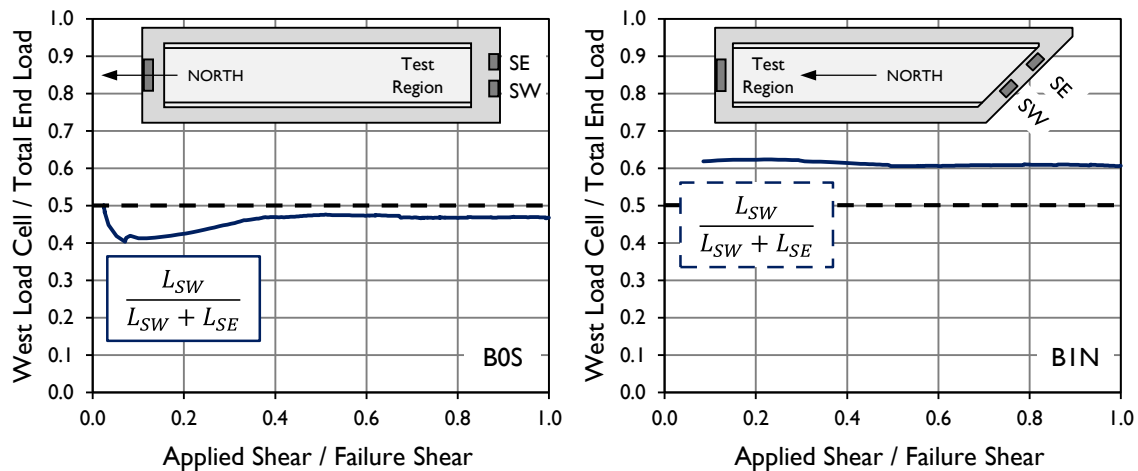 West Load Cell / Total End Load
1.0
0.9
0.8
0.7
0.6
0.5
0.4
0.3
0.2
0.1
0.0
NORTH
Test
Region
SE
SW
L_SW
L_SW + L_SE
B0S
0.0 0.2 0.4 0.6 0.8 1.0
Applied Shear / Failure Shear
West Load Cell / Total End Load
1.0
0.9
0.8
0.7
0.6
0.5
0.4
0.3
0.2
0.1
0.0
Test
Region
NORTH
SE
SW
L_SW
L_SW + L_SE
B1N
0.0 0.2 0.4 0.6 0.8 1.0
Applied Shear / Failure Shear